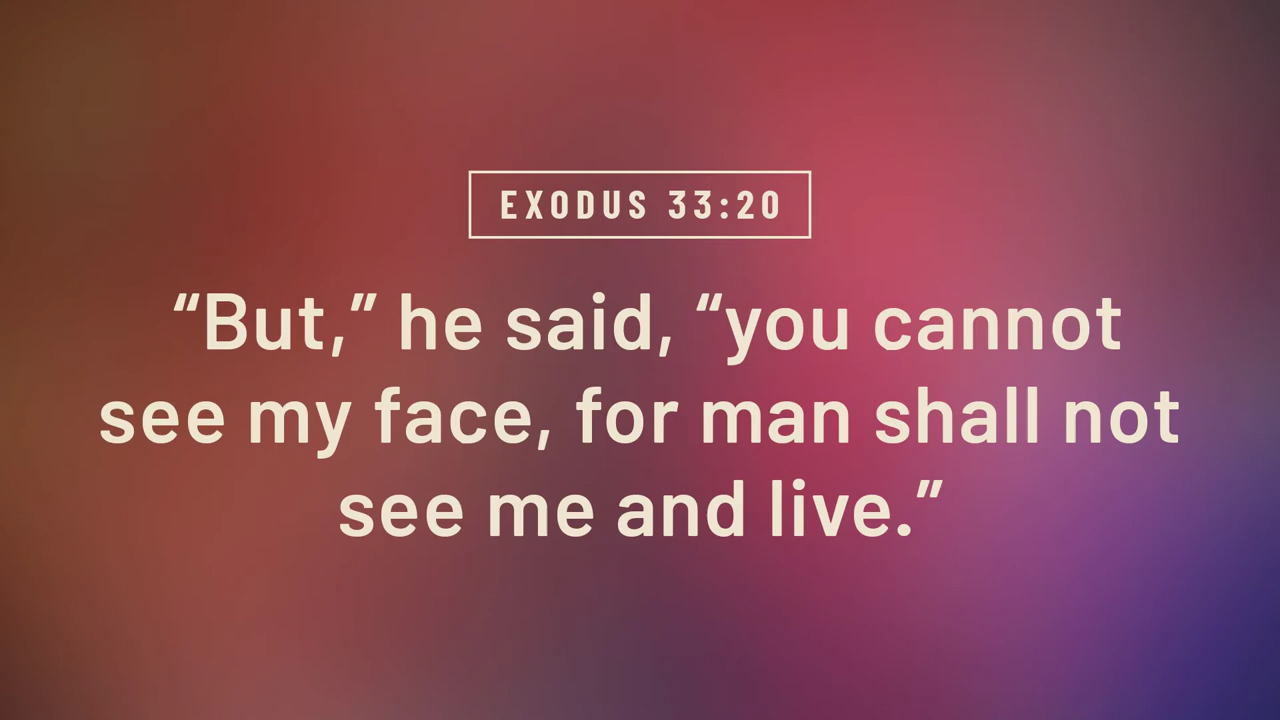 EXODUS 33:20
“But,” he said, “you cannot
see my face, for man shall not
see me and live.”